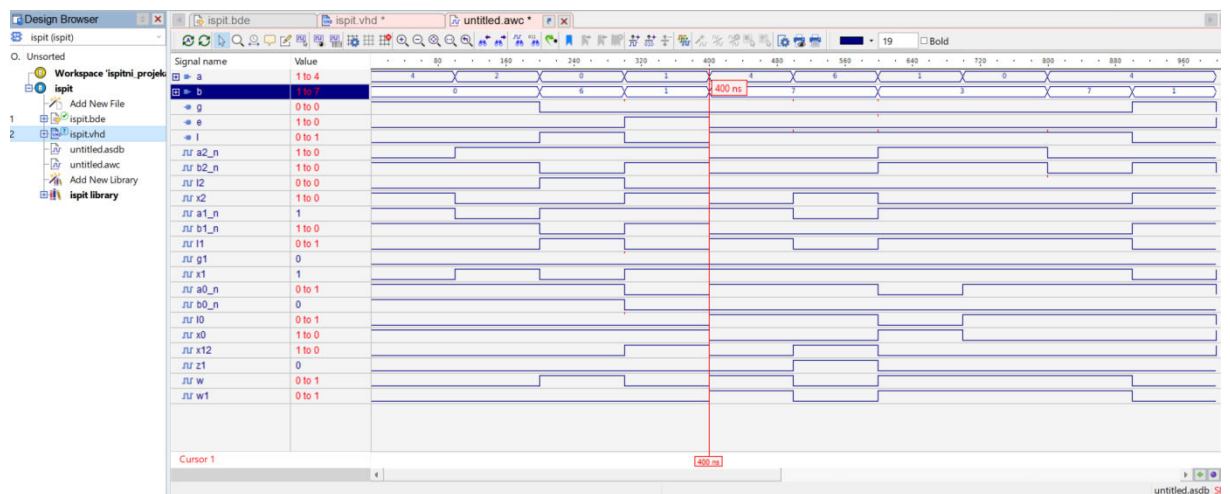 Design Browser
ispit.bde
ispit.vhd *
untitled.awc *
ispit (ispit)
19
Bold
O. Unsorted
Workspace 'ispitni_projek
ispit
Add New File
1 ispit.bde
2 ispit.vhd
untitled.asdb
untitled.awc
Add New Library
ispit library
Signal name Value 80 160 240 320 400 480 560 640 720 800 880 960
a 1 to 4 4 2 0 1 4 6 1 0 4
b 1 to 7 0 6 1 7 3 7 1
400 ns
g 0 to 0
e 1 to 0
l 0 to 1
a2_n 1 to 0
b2_n 1 to 0
l2 0 to 0
x2 1 to 0
a1_n 1
b1_n 1 to 0
l1 0 to 1
g1 0
x1 1
a0_n 0 to 1
b0_n 0
l0 0 to 1
x0 1 to 0
x12 1 to 0
z1 0
w 0 to 1
w1 0 to 1
Cursor 1
400 ns
untitled.asdb